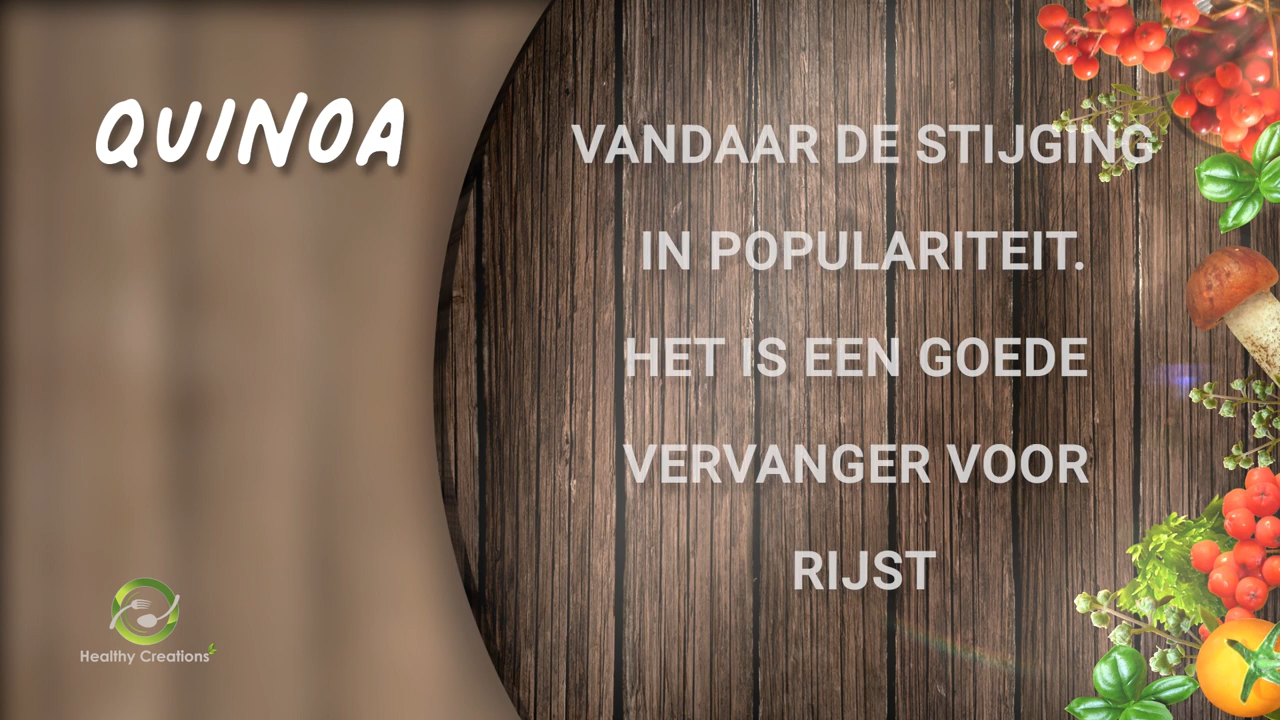 QUINOA
VANDAAR DE STIJGING
IN POPULARITEIT.
HET IS EEN GOEDE
VERVANGER VOOR
RIJST
Healthy Creations